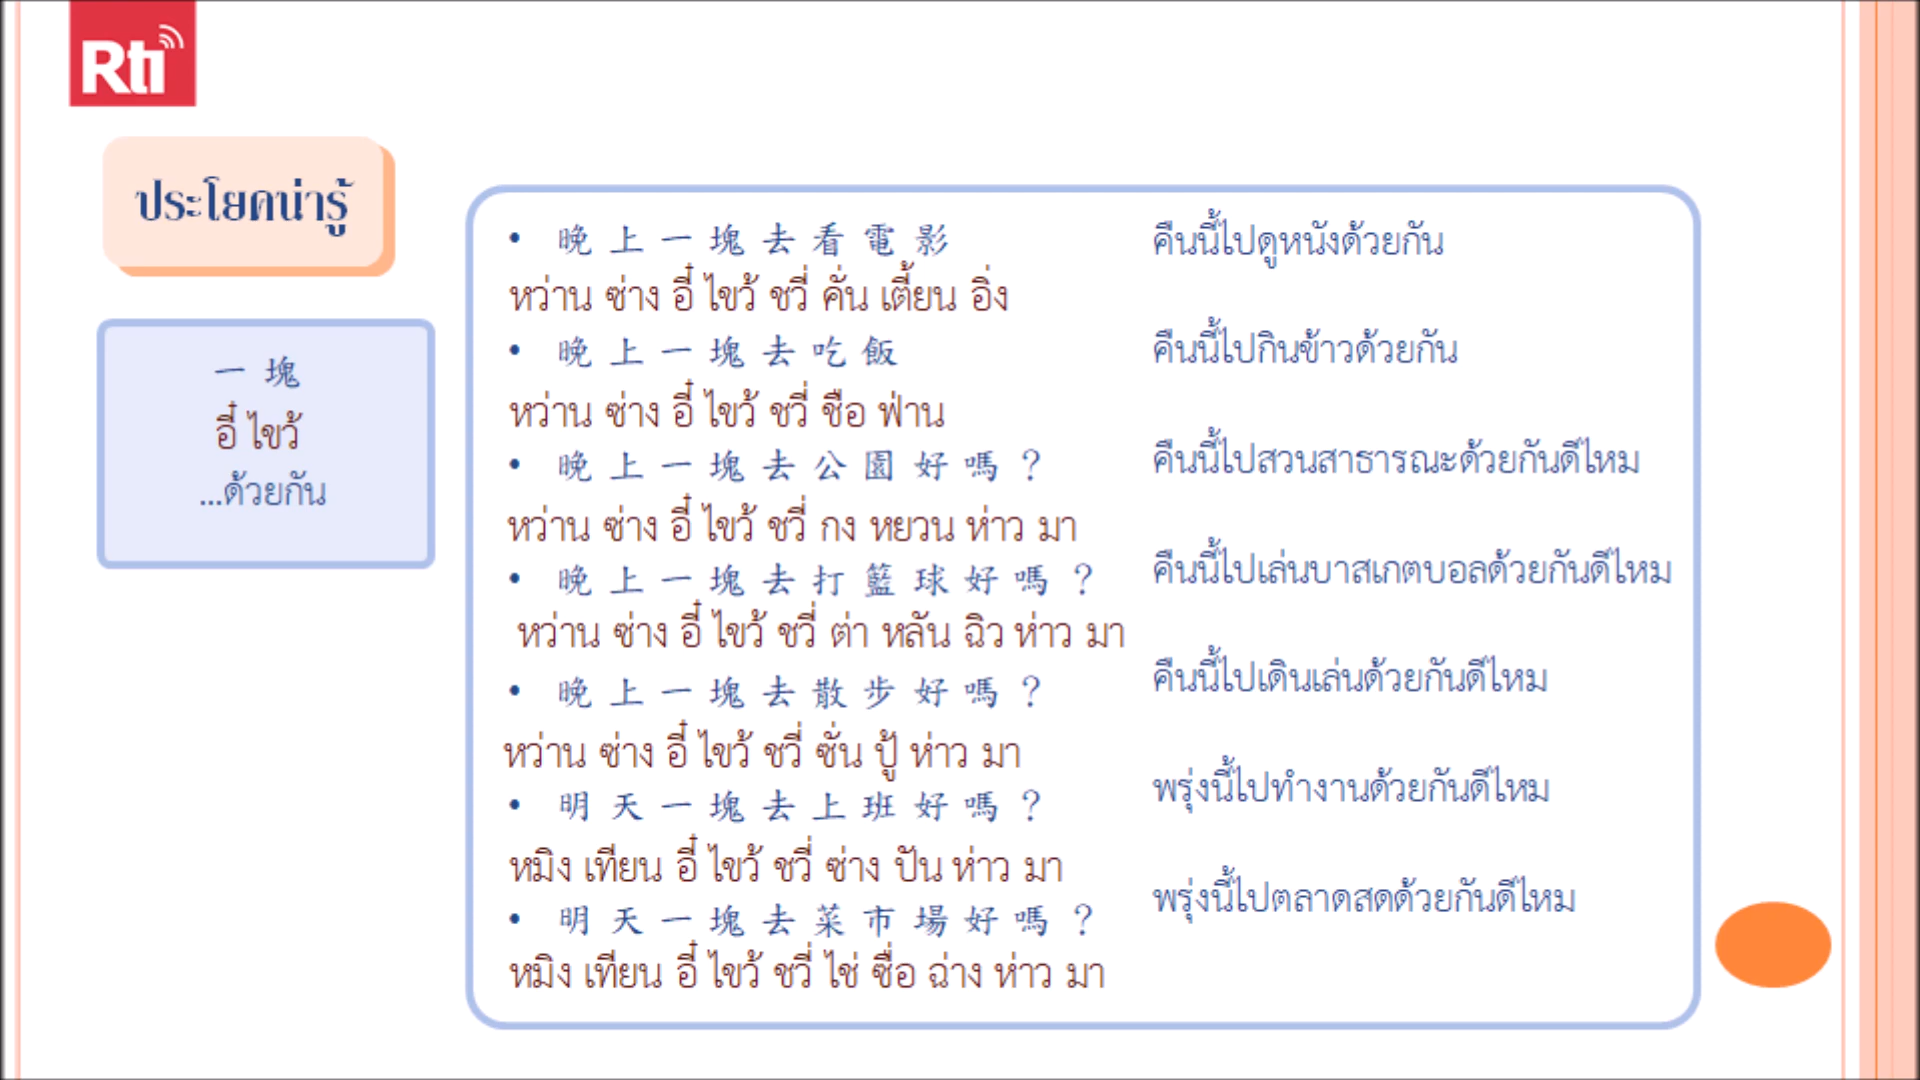 Rti
ประโยคน่ารู้
一塊
อี๋ ไขว้
...ด้วยกัน
• 晚上一塊去看電影
คืนนี้ไปดูหนังด้วยกัน
หว่าน ซ่าง อี๋ ไขว้ ชวี่ คั่น เตี้ยน อิ่ง
• 晚上一塊去吃飯
คืนนี้ไปกินข้าวด้วยกัน
หว่าน ซ่าง อี๋ ไขว้ ชวี่ ชือ ฟ่าน
• 晚上一塊去公園好嗎？
คืนนี้ไปสวนสาธารณะด้วยกันดีไหม
หว่าน ซ่าง อี๋ ไขว้ ชวี่ กง หยวน ห่าว มา
• 晚上一塊去打籃球好嗎？
คืนนี้ไปเล่นบาสเกตบอลด้วยกันดีไหม
หว่าน ซ่าง อี๋ ไขว้ ชวี่ ต่า หลัน ฉิว ห่าว มา
• 晚上一塊去散步好嗎？
คืนนี้ไปเดินเล่นด้วยกันดีไหม
หว่าน ซ่าง อี๋ ไขว้ ชวี่ ซั่น ปู้ ห่าว มา
• 明天一塊去上班好嗎？
พรุ่งนี้ไปทำงานด้วยกันดีไหม
หมิง เทียน อี๋ ไขว้ ชวี่ ซ่าง ปัน ห่าว มา
• 明天一塊去菜市場好嗎？
พรุ่งนี้ไปตลาดสดด้วยกันดีไหม
หมิง เทียน อี๋ ไขว้ ชวี่ ไช่ ซื่อ ฉ่าง ห่าว มา